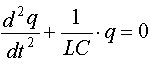 d²q/dt² + 1/LC · q = 0